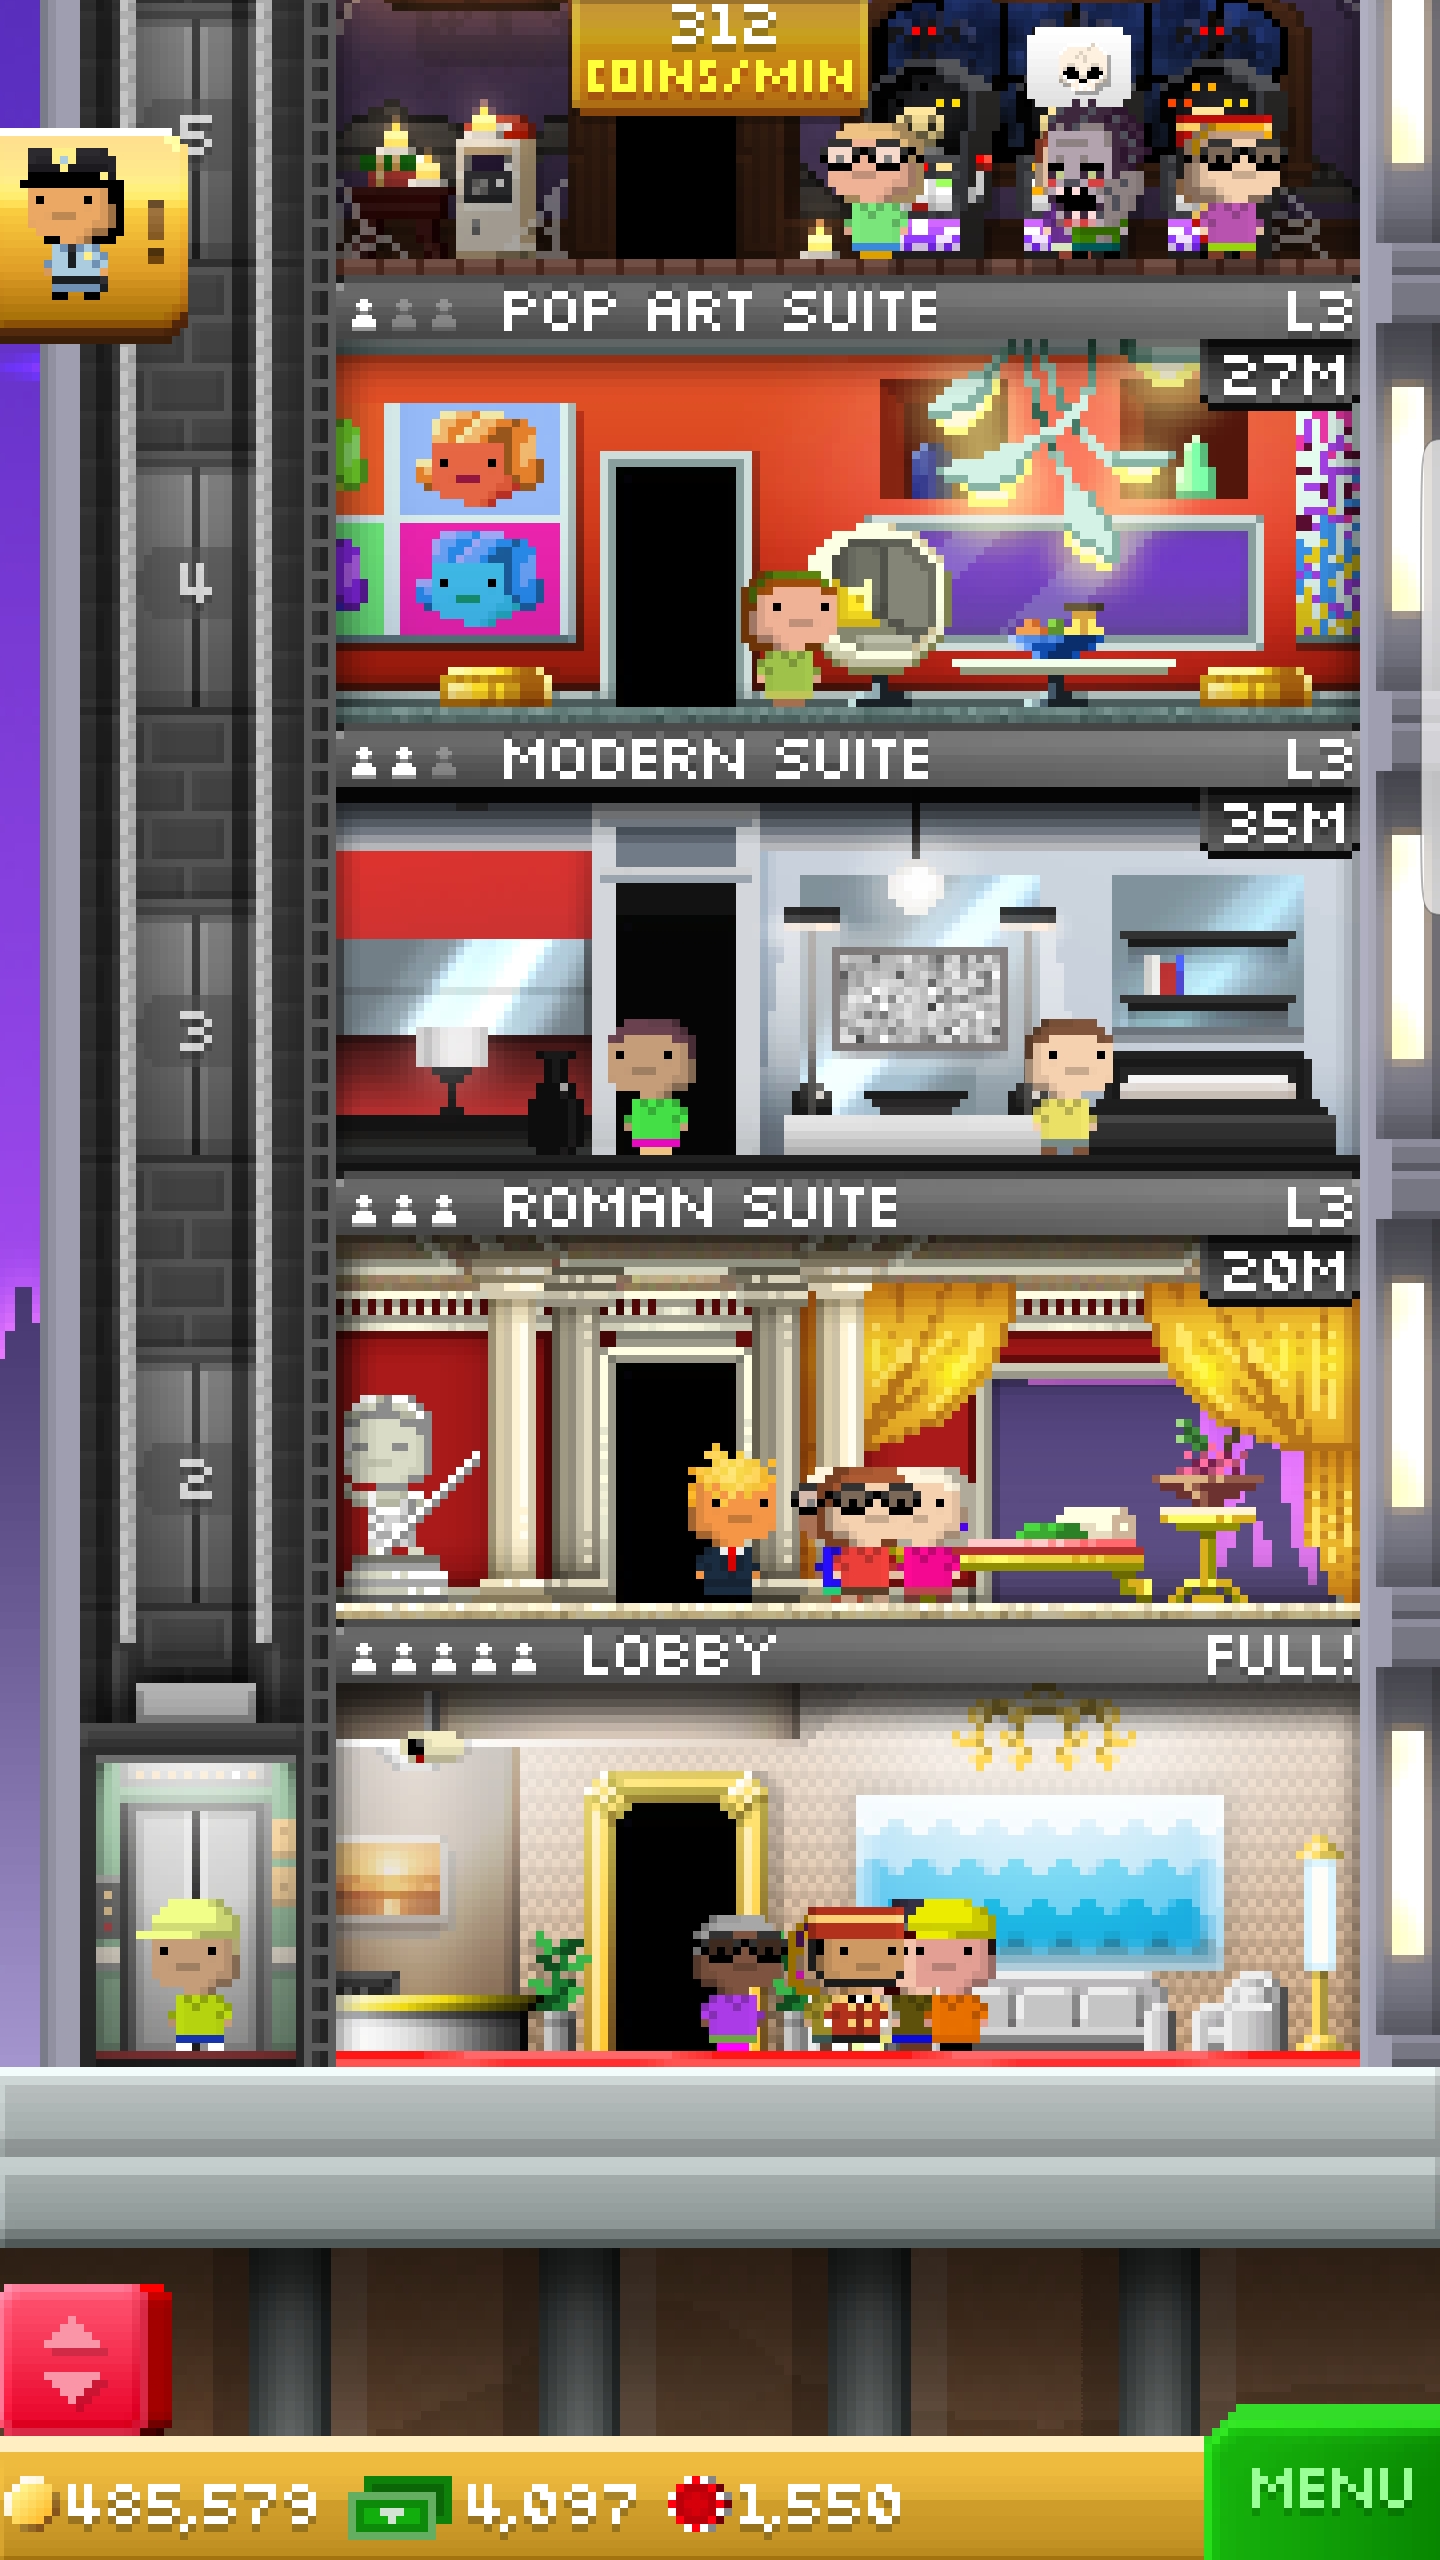 312
COINS/MIN
5
!
POP ART SUITE L3
27M
4
MODERN SUITE L3
35M
3
ROMAN SUITE L3
20M
2
LOBBY FULL!
MENU
485,579 4,097 1,550